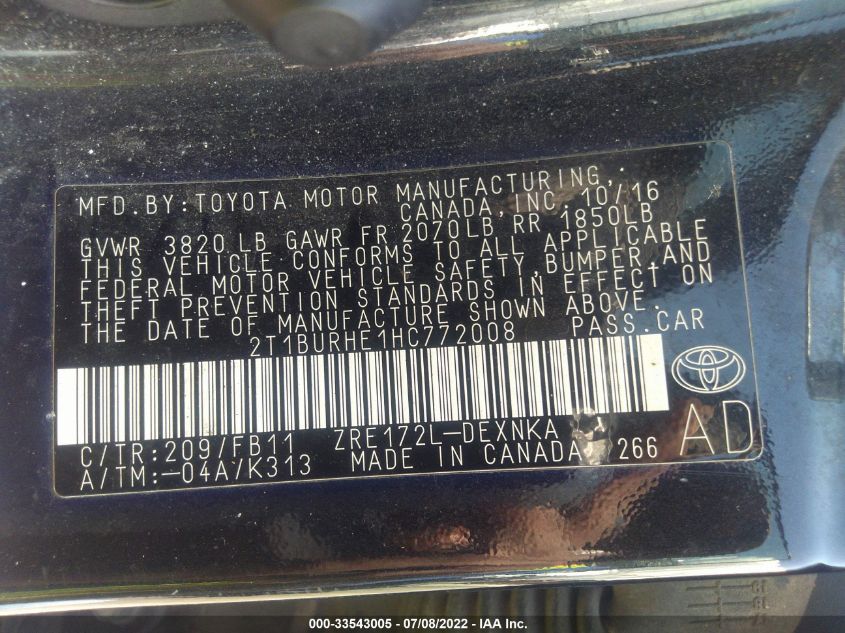 MFD.BY:TOYOTA MOTOR MANUFACTURING,
CANADA,INC. 10/16
GVWR 3820 LB GAWR FR 2070LB RR 1850LB
THIS VEHICLE CONFORMS TO ALL APPLICABLE
FEDERAL MOTOR VEHICLE SAFETY,BUMPER,AND
THEFT PREVENTION STANDARDS IN EFFECT ON
THE DATE OF MANUFACTURE SHOWN ABOVE.
2T1BURHE1HC772008 PASS.CAR
C/TR:209/FB11 ZRE172L-DEXNKA
A/TM:-04A/K313 MADE IN CANADA 266
AD
000-33543005 - 07/08/2022 - IAA Inc.